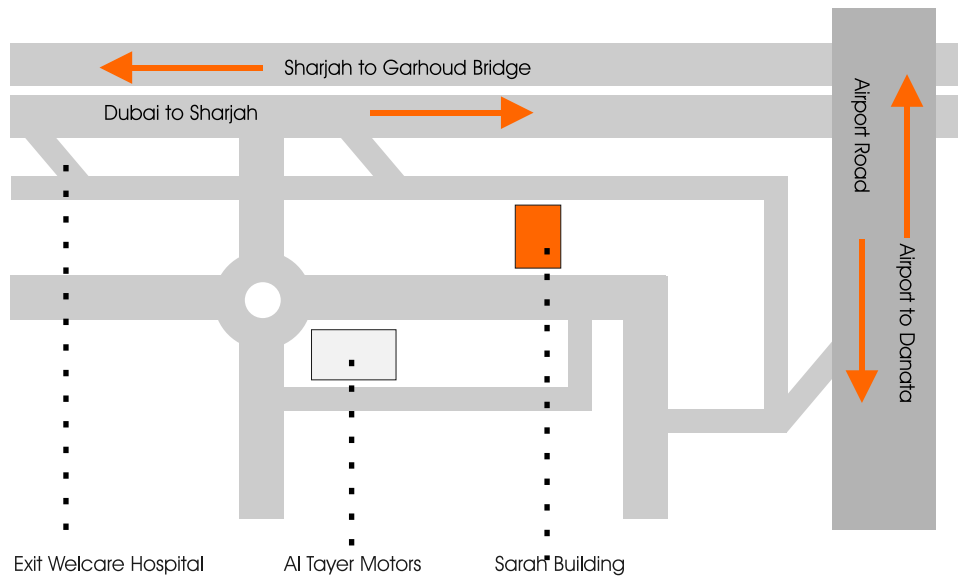 Sharjah to Garhoud Bridge
Dubai to Sharjah
Airport Road
Airport to Danata
Exit Welcare Hospital
Al Tayer Motors
Sarah Building